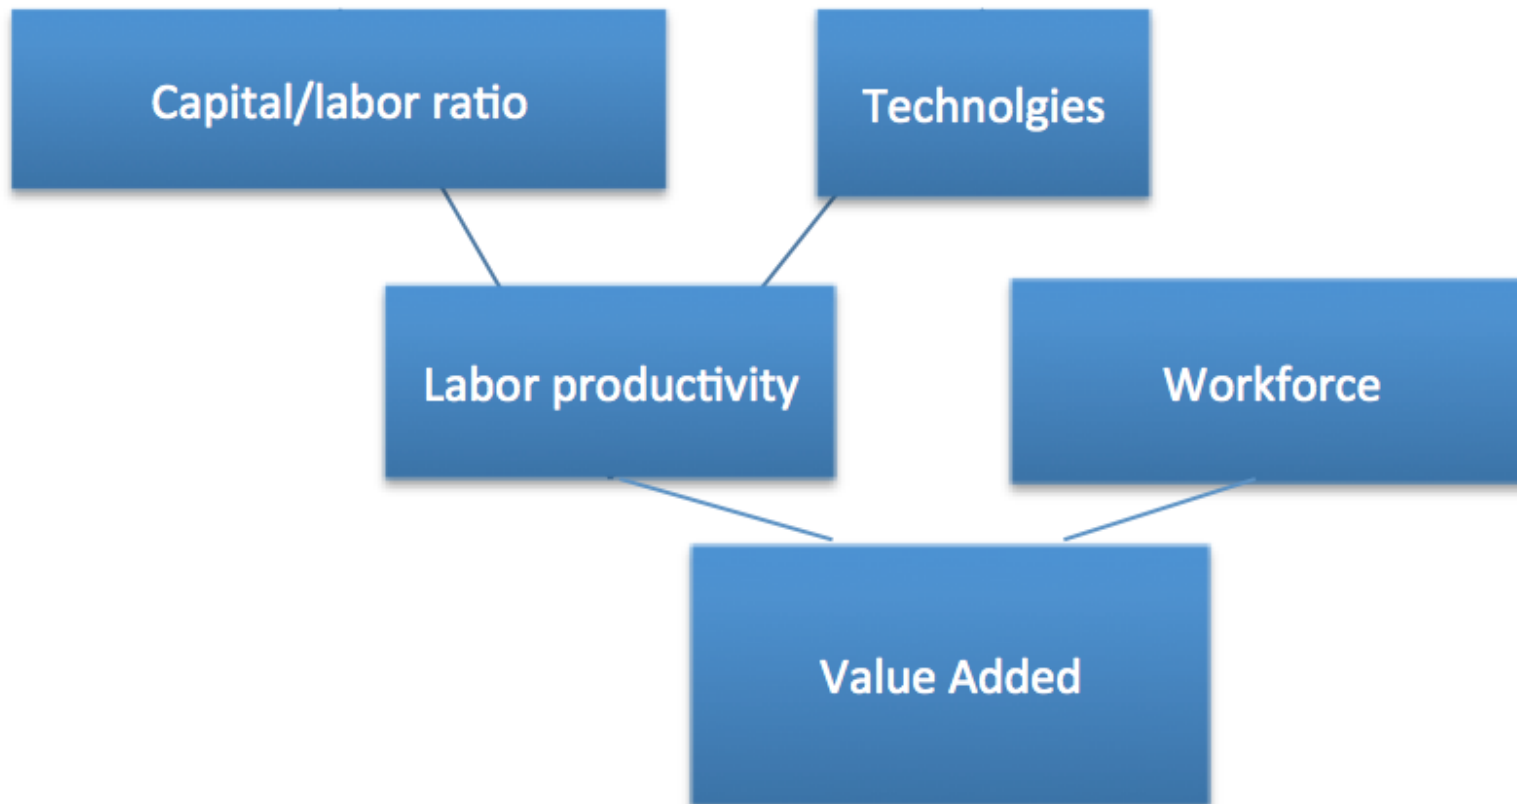 Capital/labor ratio
Technolgies
Labor productivity
Workforce
Value Added